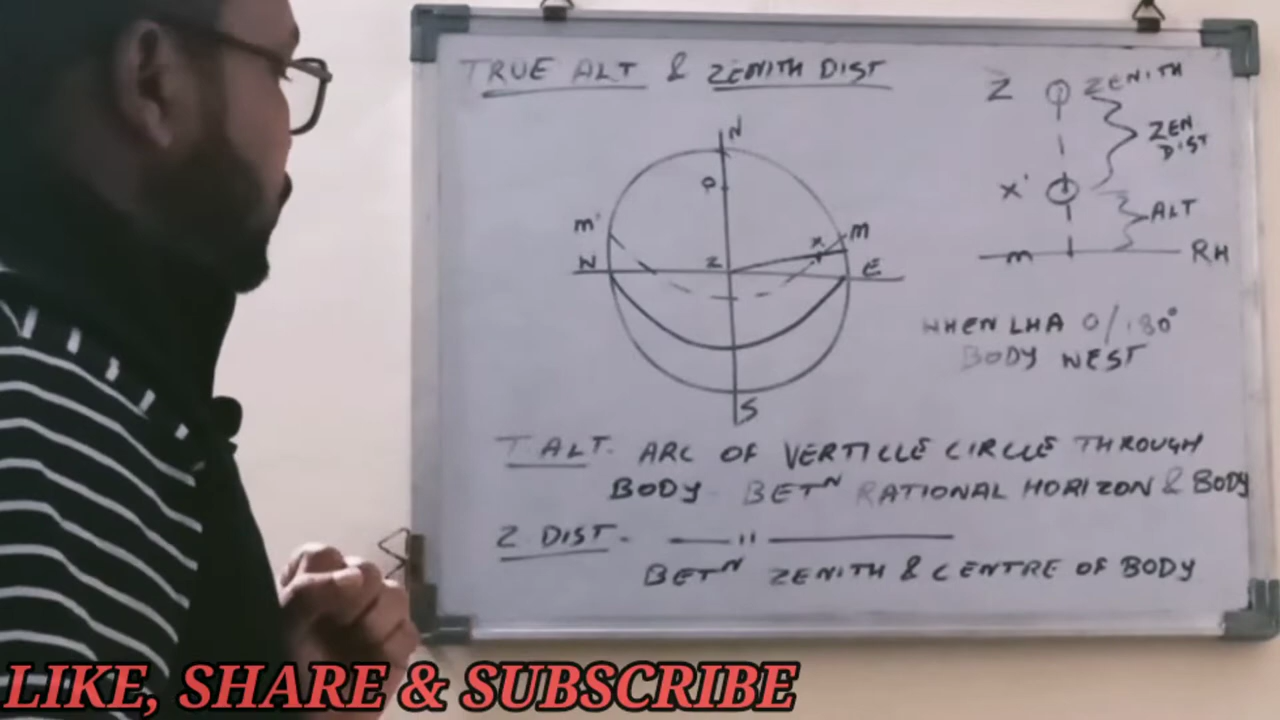 TRUE ALT & ZENITH DIST
Z ZENITH
ZEN
DIST
X'
ALT
m RH
N
P
m'
X m
N Z E
S
WHEN LHA 0/180°
BODY NEST
T. ALT. ARC OF VERTICLE CIRCLE THROUGH
BODY - BETN RATIONAL HORIZON & BODY
Z DIST - —— " ——
BETN ZENITH & CENTRE OF BODY
LIKE, SHARE & SUBSCRIBE